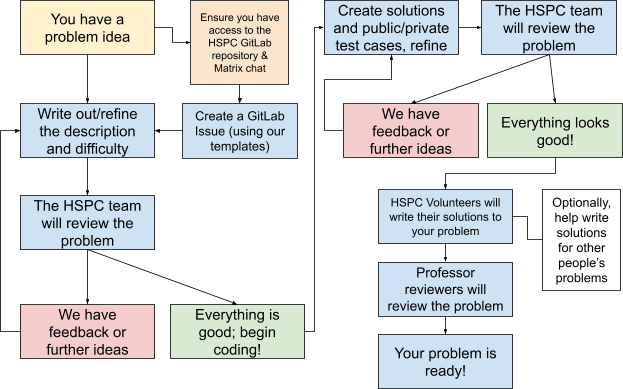 You have a
problem idea
Ensure you have
access to the
HSPC GitLab
repository &
Matrix chat
Write out/refine
the description
and difficulty
Create a GitLab
Issue (using our
templates)
The HSPC team
will review the
problem
We have
feedback or
further ideas
Everything is
good; begin
coding!
Create solutions
and public/private
test cases, refine
The HSPC team
will review the
problem
We have
feedback or
further ideas
Everything looks
good!
HSPC Volunteers will
write their solutions to
your problem
Optionally,
help write
solutions
for other
people's
problems
Professor
reviewers will
review the problem
Your problem is
ready!